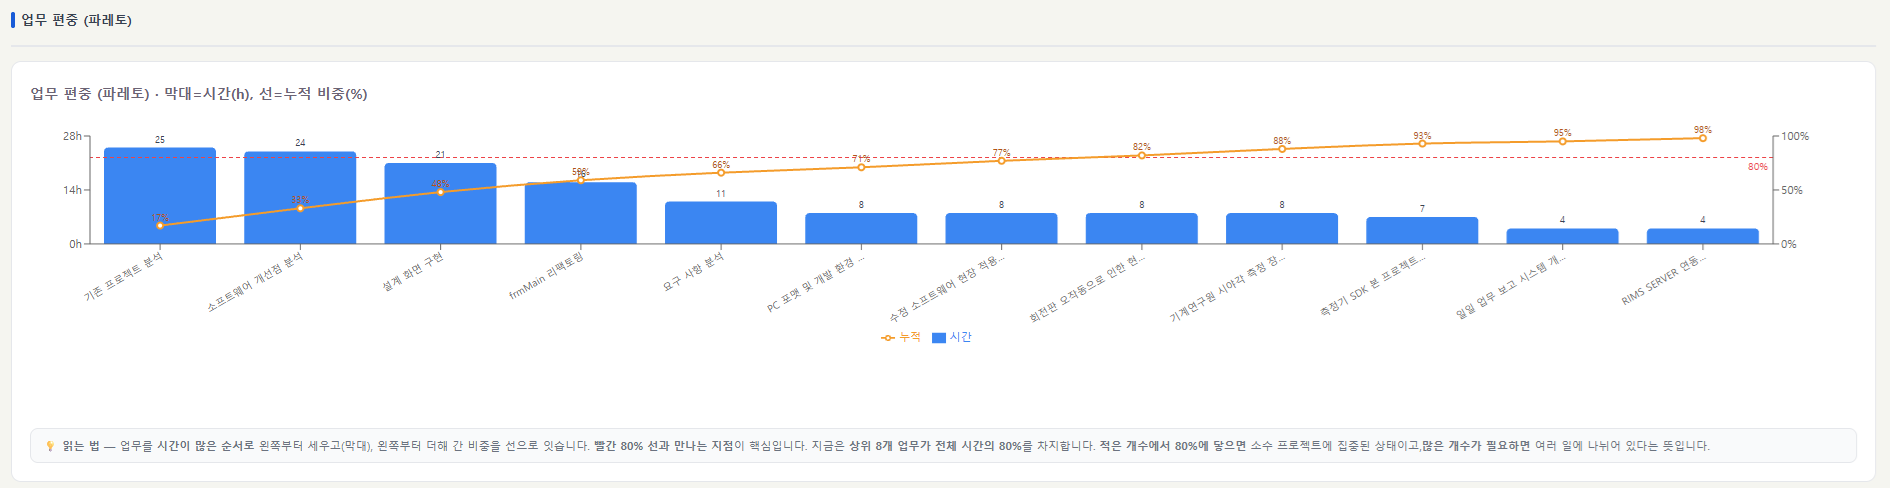 업무 편중 (파레토)
업무 편중 (파레토) · 막대=시간(h), 선=누적 비중(%)
28h
14h
0h
25
24
21
16
11
8
8
8
8
7
4
4
17%
33%
48%
59%
66%
71%
77%
82%
88%
93%
95%
98%
100%
80%
50%
0%
기존 프로젝트 분석
소프트웨어 개선점 분석
설계 화면 구현
frmMain 리팩토링
요구 사항 분석
PC 포맷 및 개발 환경 ...
수정 소프트웨어 현장 적용...
회전판 오작동으로 인한 현...
기계연구원 시야각 측정 장...
측정기 SDK 본 프로젝트...
일일 업무 보고 시스템 개...
RIMS SERVER 연동...
누적 시간
💡 읽는 법 — 업무를 시간이 많은 순서로 왼쪽부터 세우고(막대), 왼쪽부터 더해 간 비중을 선으로 잇습니다. 빨간 80% 선과 만나는 지점이 핵심입니다. 지금은 상위 8개 업무가 전체 시간의 80%를 차지합니다. 적은 개수에서 80%에 닿으면 소수 프로젝트에 집중된 상태이고,많은 개수가 필요하면 여러 일에 나뉘어 있다는 뜻입니다.